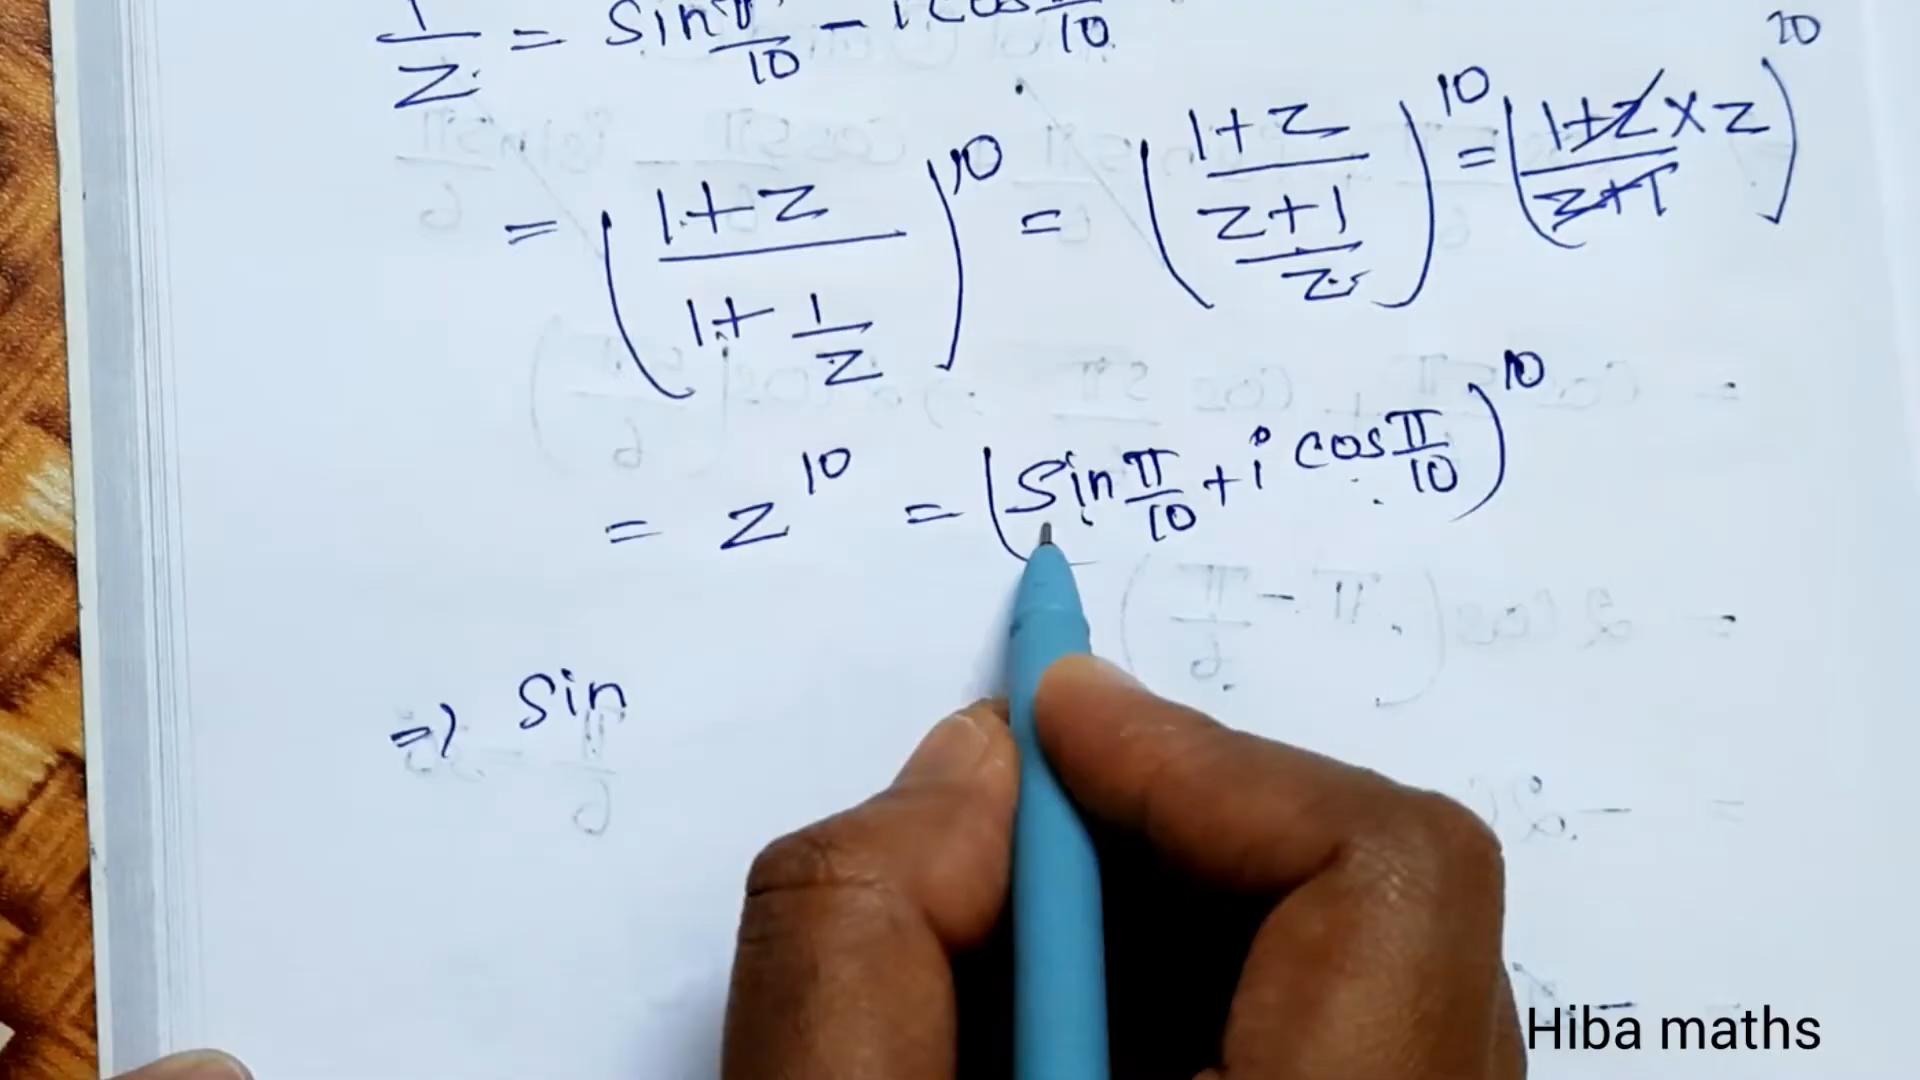 1/z = sin π/10 - i cos π/10
= ((1+z)/(1+1/z))^10 = ((1+z)/((z+1)/z))^10 = ((1+z × z)/(z+1))^10
= z^10 = (sin π/10 + i cos π/10)^10
=) sin
Hiba maths